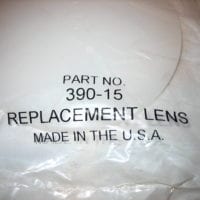 PART NO.
390-15
REPLACEMENT LENS
MADE IN THE U.S.A.